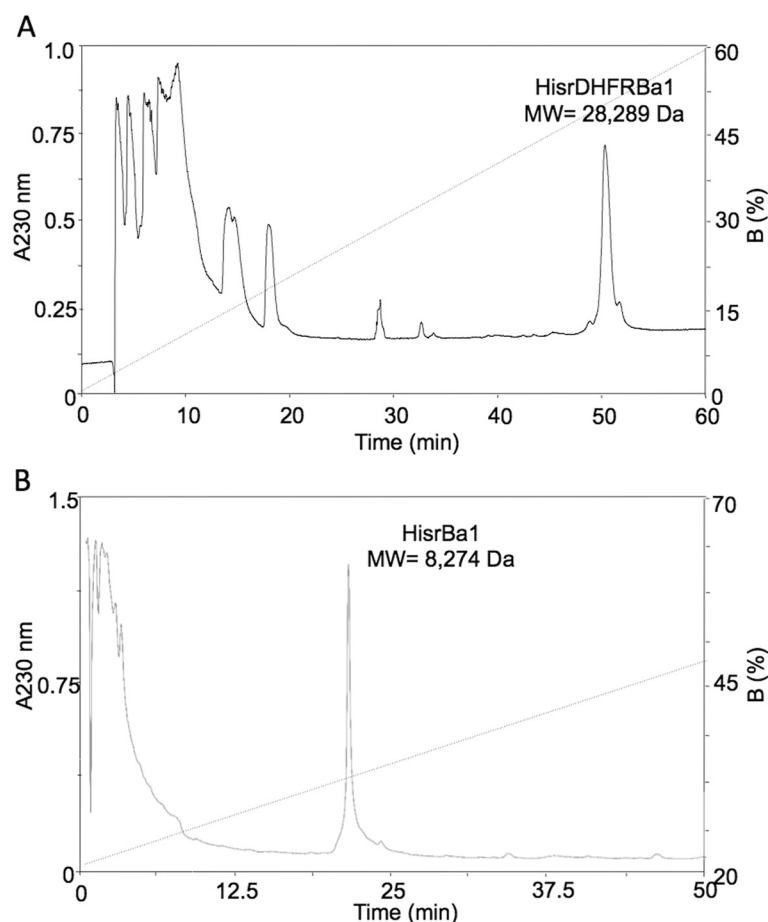 A
1.0
0.75
0.5
0.25
0
A230 nm
HisrDHFRBa1
MW= 28,289 Da
60
45
30
15
0
B (%)
0 10 20 30 40 50 60
Time (min)
B
1.5
0.75
0
A230 nm
HisrBa1
MW= 8,274 Da
70
45
20
B (%)
0 12.5 25 37.5 50
Time (min)